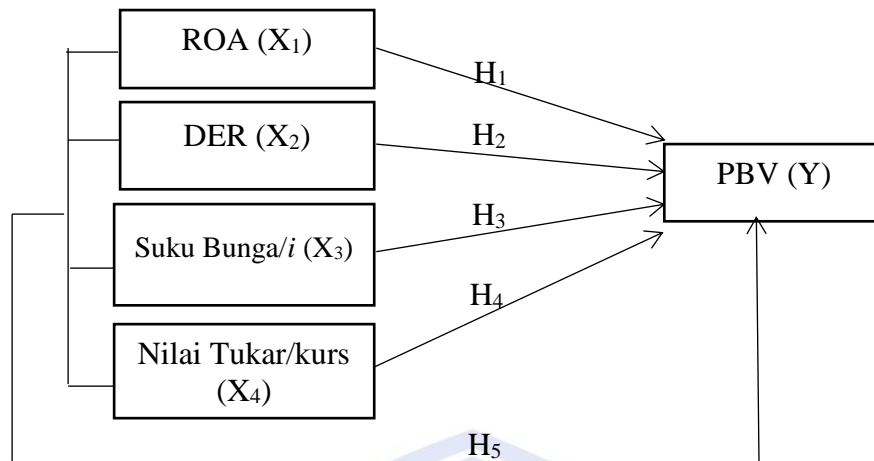 ROA (X₁)
H₁
DER (X₂)
H₂
PBV (Y)
Suku Bunga/i (X₃)
H₃
H₄
Nilai Tukar/kurs
(X₄)
H₅